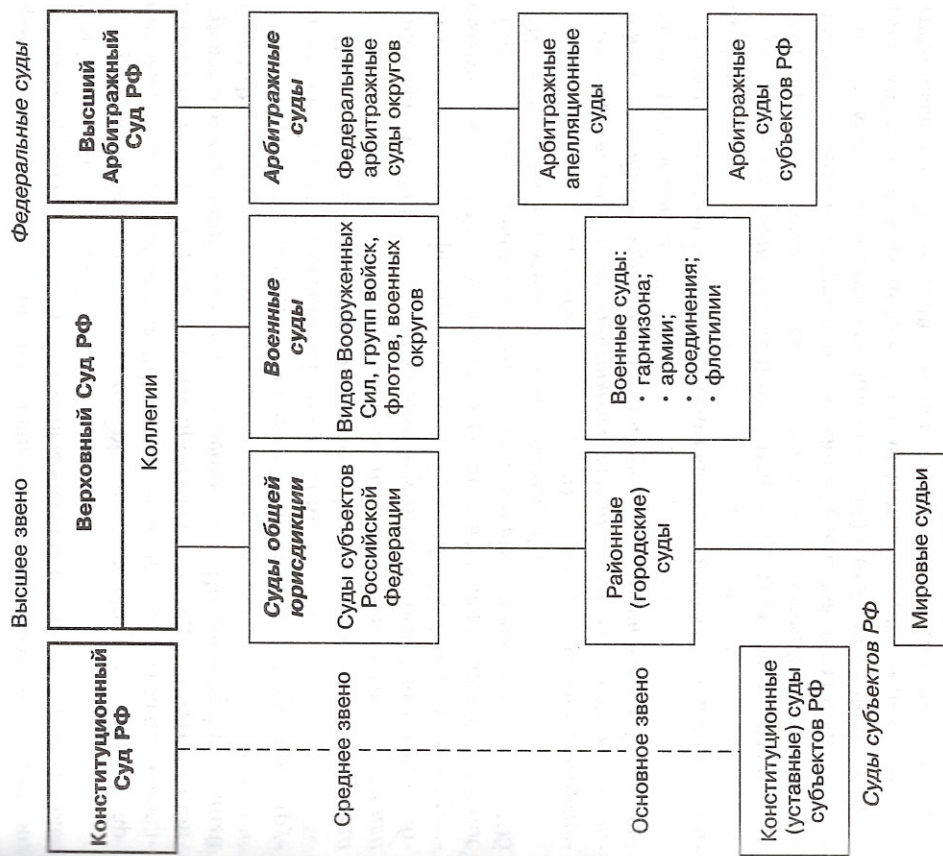 Высшее звено
Федеральные суды
Конституционный
Суд РФ
Верховный Суд РФ
Коллегии
Высший
Арбитражный
Суд РФ
Среднее звено
Суды общей
юрисдикции
Суды субъектов
Российской
Федерации
Военные
суды
Видов Вооруженных
Сил, групп войск,
флотов, военных
округов
Арбитражные
суды
Федеральные
арбитражные
суды округов
Основное звено
Районные
(городские)
суды
Военные суды:
• гарнизона;
• армии;
• соединения;
• флотилии
Арбитражные
апелляционные
суды
Арбитражные
суды
субъектов РФ
Конституционные
(уставные) суды
субъектов РФ
Суды субъектов РФ
Мировые судьи